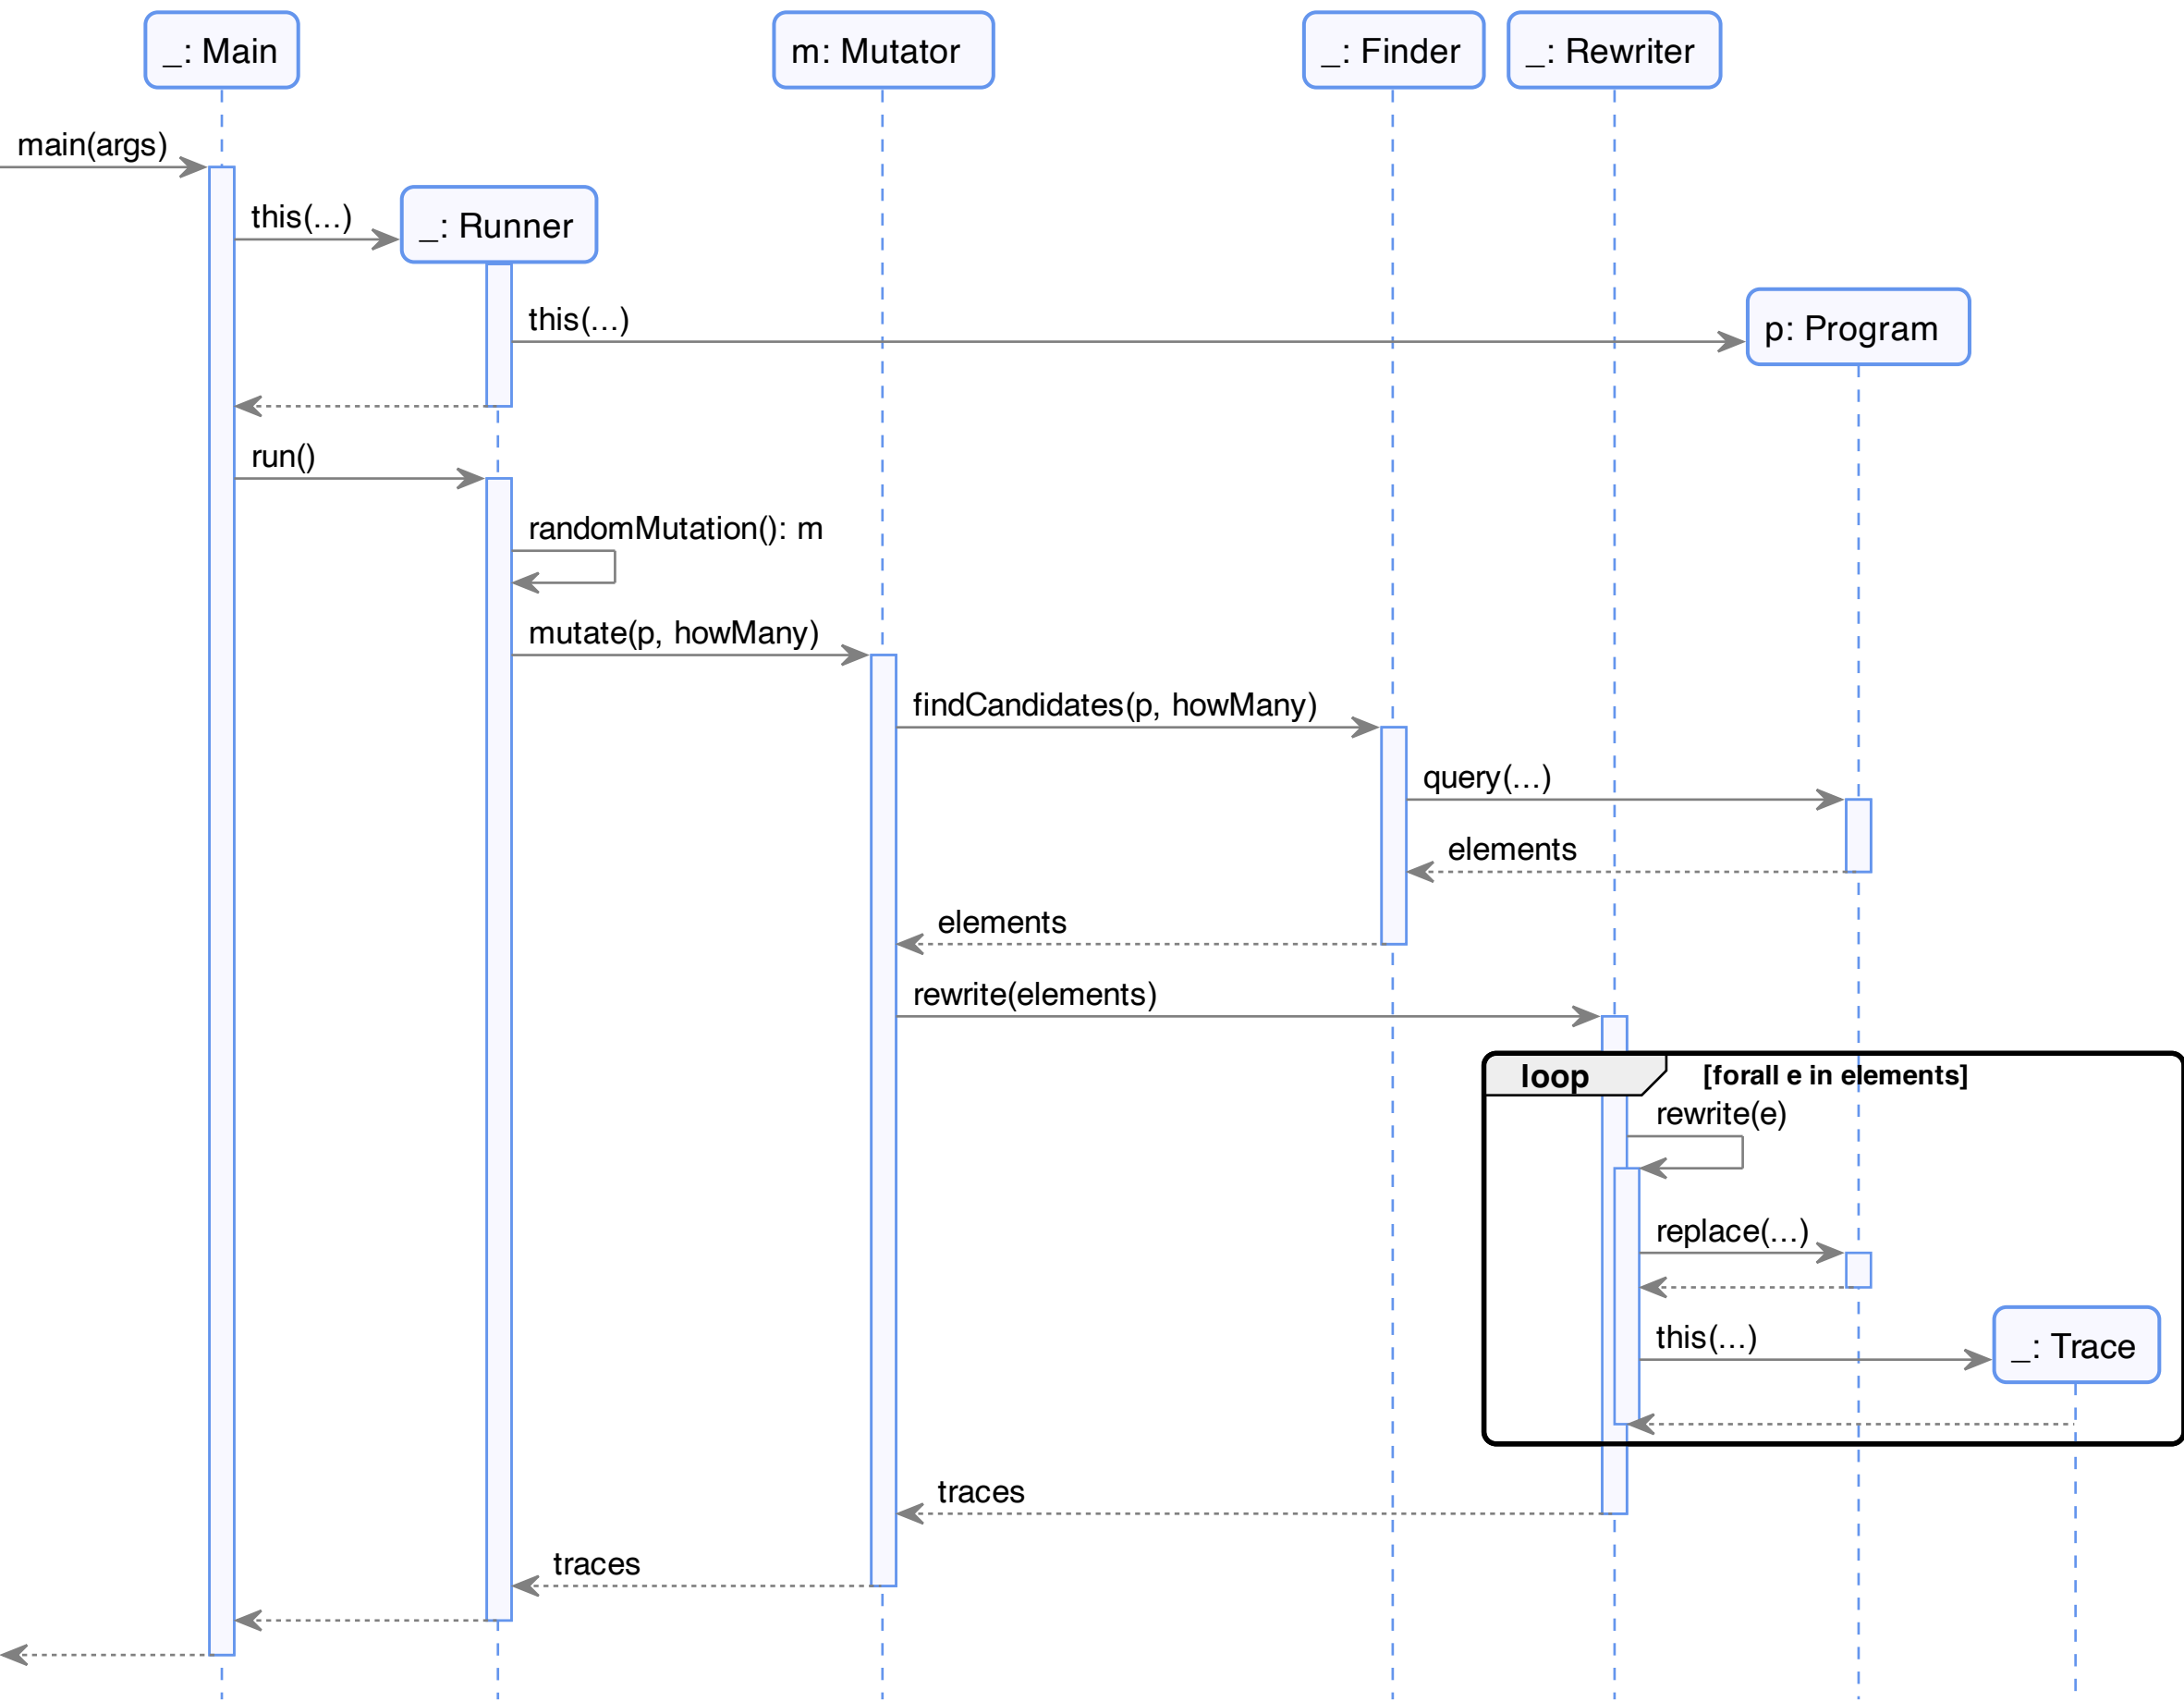 _: Main
m: Mutator
_: Finder
_: Rewriter
main(args)
this(...)
_: Runner
this(...)
p: Program
run()
randomMutation(): m
mutate(p, howMany)
findCandidates(p, howMany)
query(...)
elements
elements
rewrite(elements)
loop
[forall e in elements]
rewrite(e)
replace(...)
this(...)
_: Trace
traces
traces